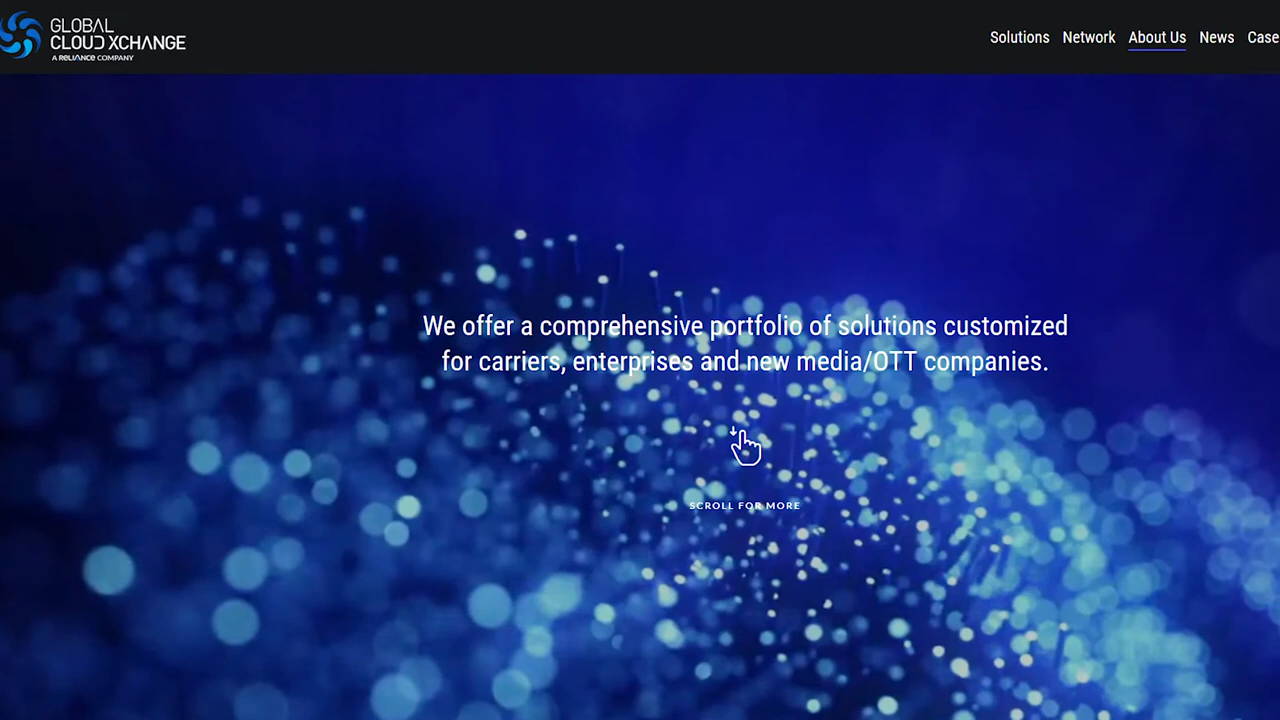 GLOBAL
CLOUD XCHANGE
A RELIANCE COMPANY
Solutions Network About Us News Case
We offer a comprehensive portfolio of solutions customized
for carriers, enterprises and new media/OTT companies.
SCROLL FOR MORE